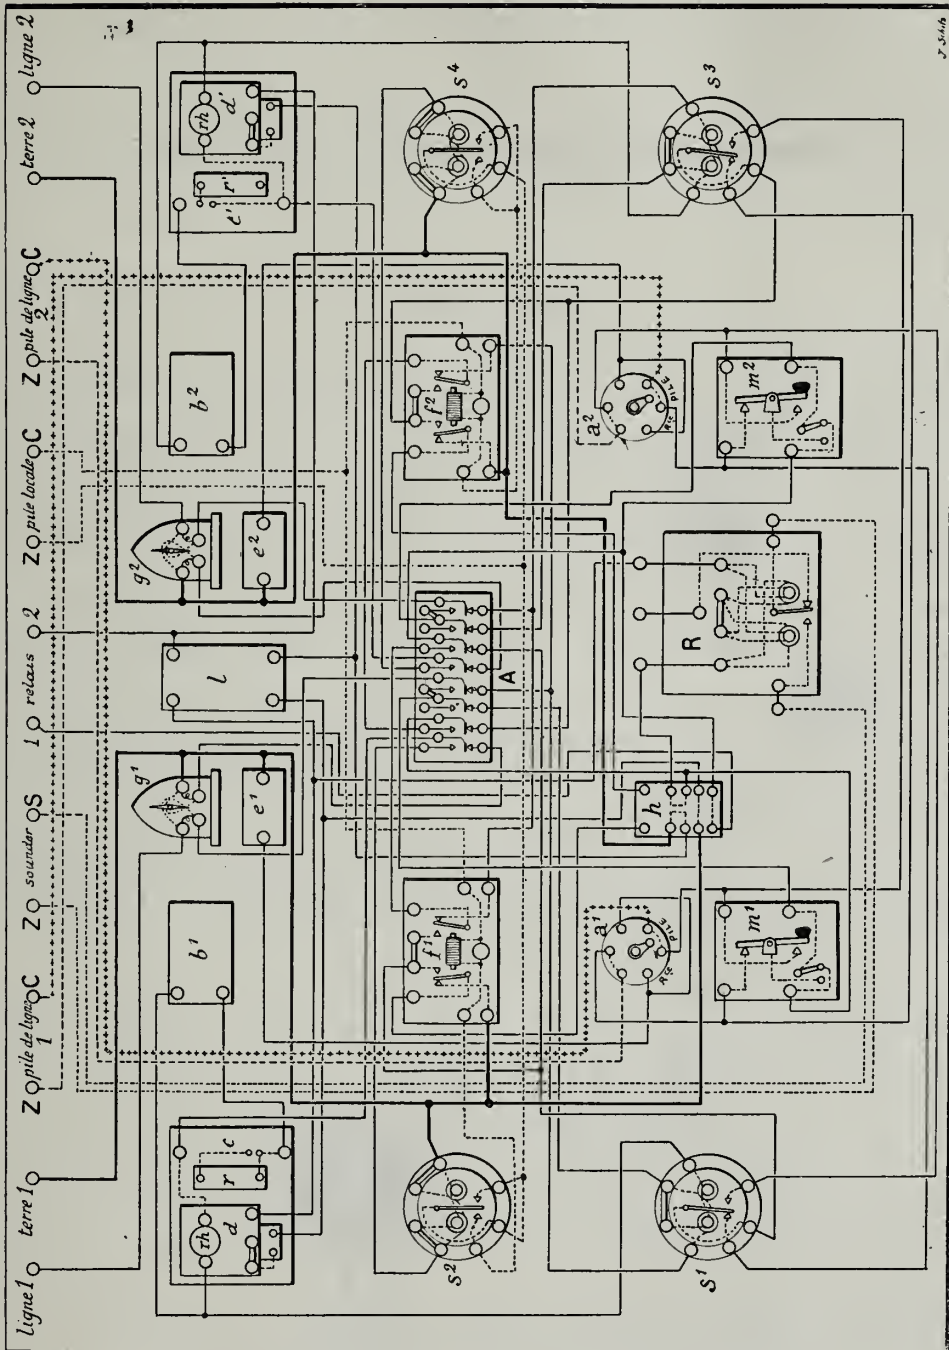 ligne 1 terre 1 Z pile de ligne C Z sounder S 1 relais 2 Z pile locale C Z pile de ligne C terre 2 ligne 2
1 2
g¹ g²
b¹ l b²
rh d r c e¹ e² c' r' rh d'
f¹ f²
S² A S⁴
a¹ PILE a² PILE
h
m¹ R m²
S¹ S³